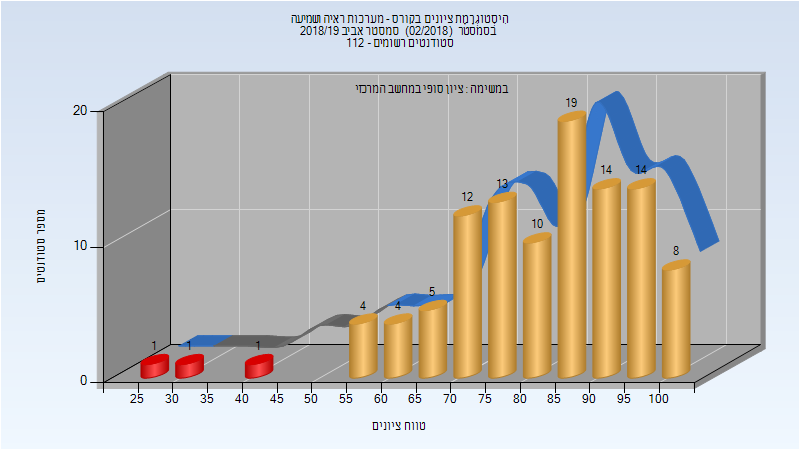 היסטוגרמת ציונים בקורס - מערכות ראיה ושמיעה
בסמסטר (02/2018) סמסטר אביב 2018/19
סטודנטים רשומים - 112
במשימה : ציון סופי במחשב המרכזי
מספר סטודנטים
20
10
0
1
1
1
4
4
5
12
13
10
19
14
14
8
25 30 35 40 45 50 55 60 65 70 75 80 85 90 95 100
טווח ציונים